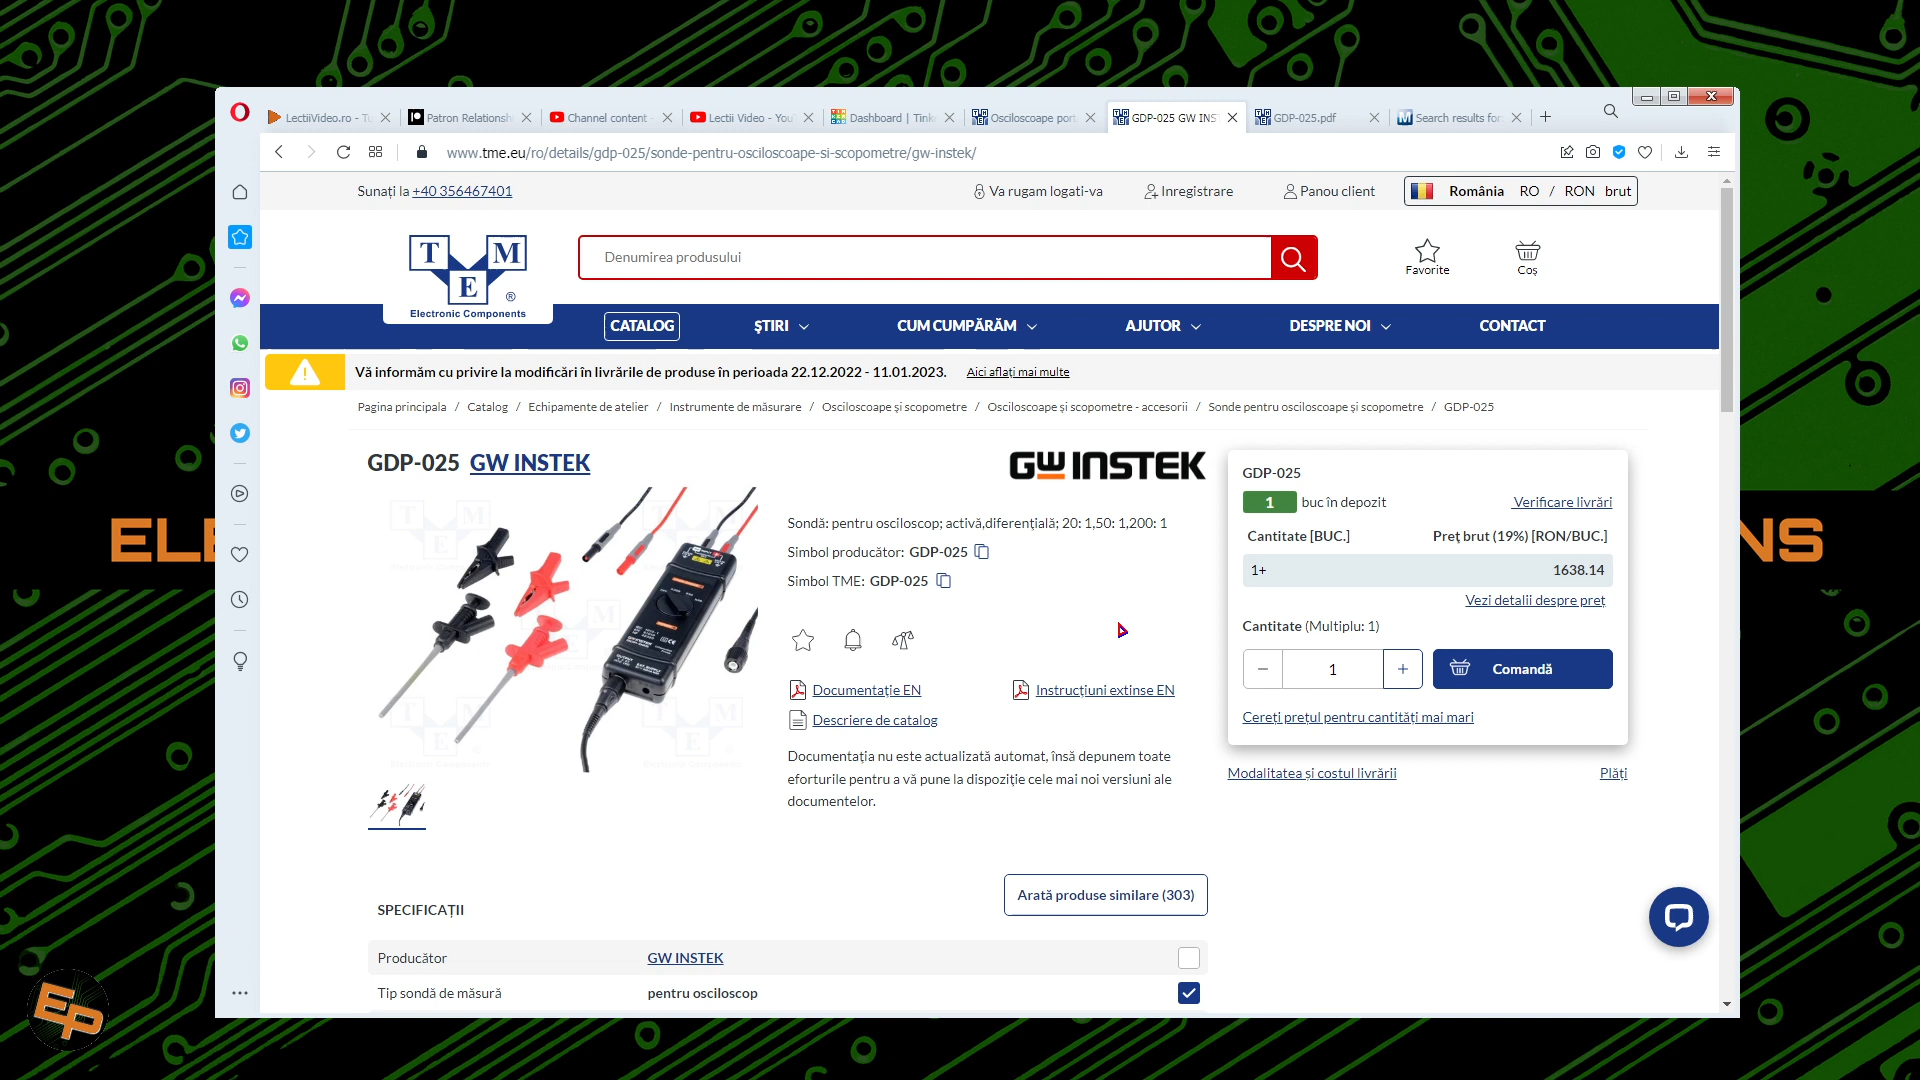 LectiiVideo.ro - Tu
Patron Relationsh
Channel content -
Lectii Video - You
Dashboard | Tink
Osciloscoape port
GDP-025 GW INS
GDP-025.pdf
Search results for
www.tme.eu/ro/details/gdp-025/sonde-pentru-osciloscoape-si-scopometre/gw-instek/
Sunați la +40 356467401
Va rugam logati-va
Inregistrare
Panou client
România RO / RON brut
T M E ®
Electronic Components
Denumirea produsului
Favorite
Coș
CATALOG
ȘTIRI
CUM CUMPĂRĂM
AJUTOR
DESPRE NOI
CONTACT
Vă informăm cu privire la modificări în livrările de produse în perioada 22.12.2022 - 11.01.2023. Aici aflați mai multe
Pagina principala / Catalog / Echipamente de atelier / Instrumente de măsurare / Osciloscoape și scopometre / Osciloscoape și scopometre - accesorii / Sonde pentru osciloscoape și scopometre / GDP-025
GDP-025 GW INSTEK
GW INSTEK
Sondă: pentru osciloscop; activă,diferențială; 20: 1,50: 1,200: 1
Simbol producător: GDP-025
Simbol TME: GDP-025
Documentație EN
Instrucțiuni extinse EN
Descriere de catalog
Documentația nu este actualizată automat, însă depunem toate
eforturile pentru a vă pune la dispoziție cele mai noi versiuni ale
documentelor.
GDP-025
1 buc în depozit
Verificare livrări
Cantitate [BUC.]
Preț brut (19%) [RON/BUC.]
1+
1638.14
Vezi detalii despre preț
Cantitate (Multiplu: 1)
− 1 +
Comandă
Cereți prețul pentru cantități mai mari
Modalitatea și costul livrării
Plăți
Arată produse similare (303)
SPECIFICAȚII
Producător
GW INSTEK
Tip sondă de măsură
pentru osciloscop
ELE
NS
EP